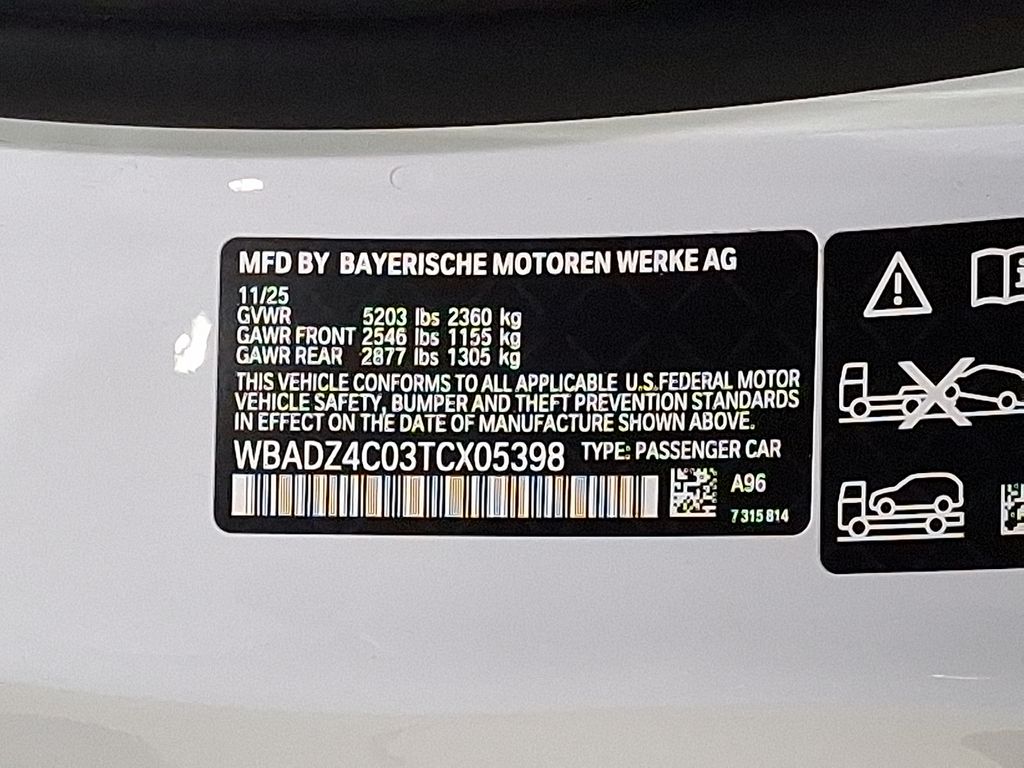 MFD BY BAYERISCHE MOTOREN WERKE AG
11/25
GVWR 5203 lbs 2360 kg
GAWR FRONT 2546 lbs 1155 kg
GAWR REAR 2877 lbs 1305 kg
THIS VEHICLE CONFORMS TO ALL APPLICABLE U.S.FEDERAL MOTOR
VEHICLE SAFETY, BUMPER AND THEFT PREVENTION STANDARDS
IN EFFECT ON THE DATE OF MANUFACTURE SHOWN ABOVE.
WBADZ4C03TCX05398 TYPE: PASSENGER CAR
A96
7 315 814